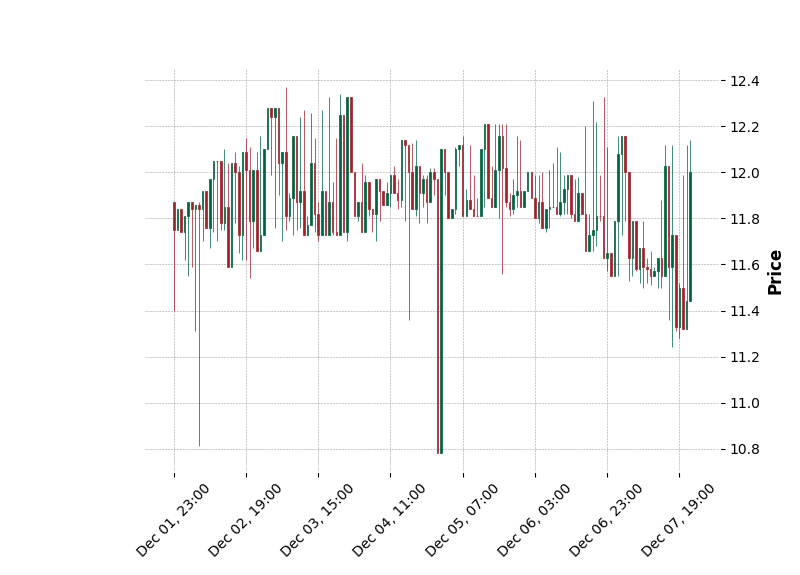 12.4
12.2
12.0
11.8
11.6
11.4
11.2
11.0
10.8
Price
Dec 01, 23:00
Dec 02, 19:00
Dec 03, 15:00
Dec 04, 11:00
Dec 05, 07:00
Dec 06, 03:00
Dec 06, 23:00
Dec 07, 19:00